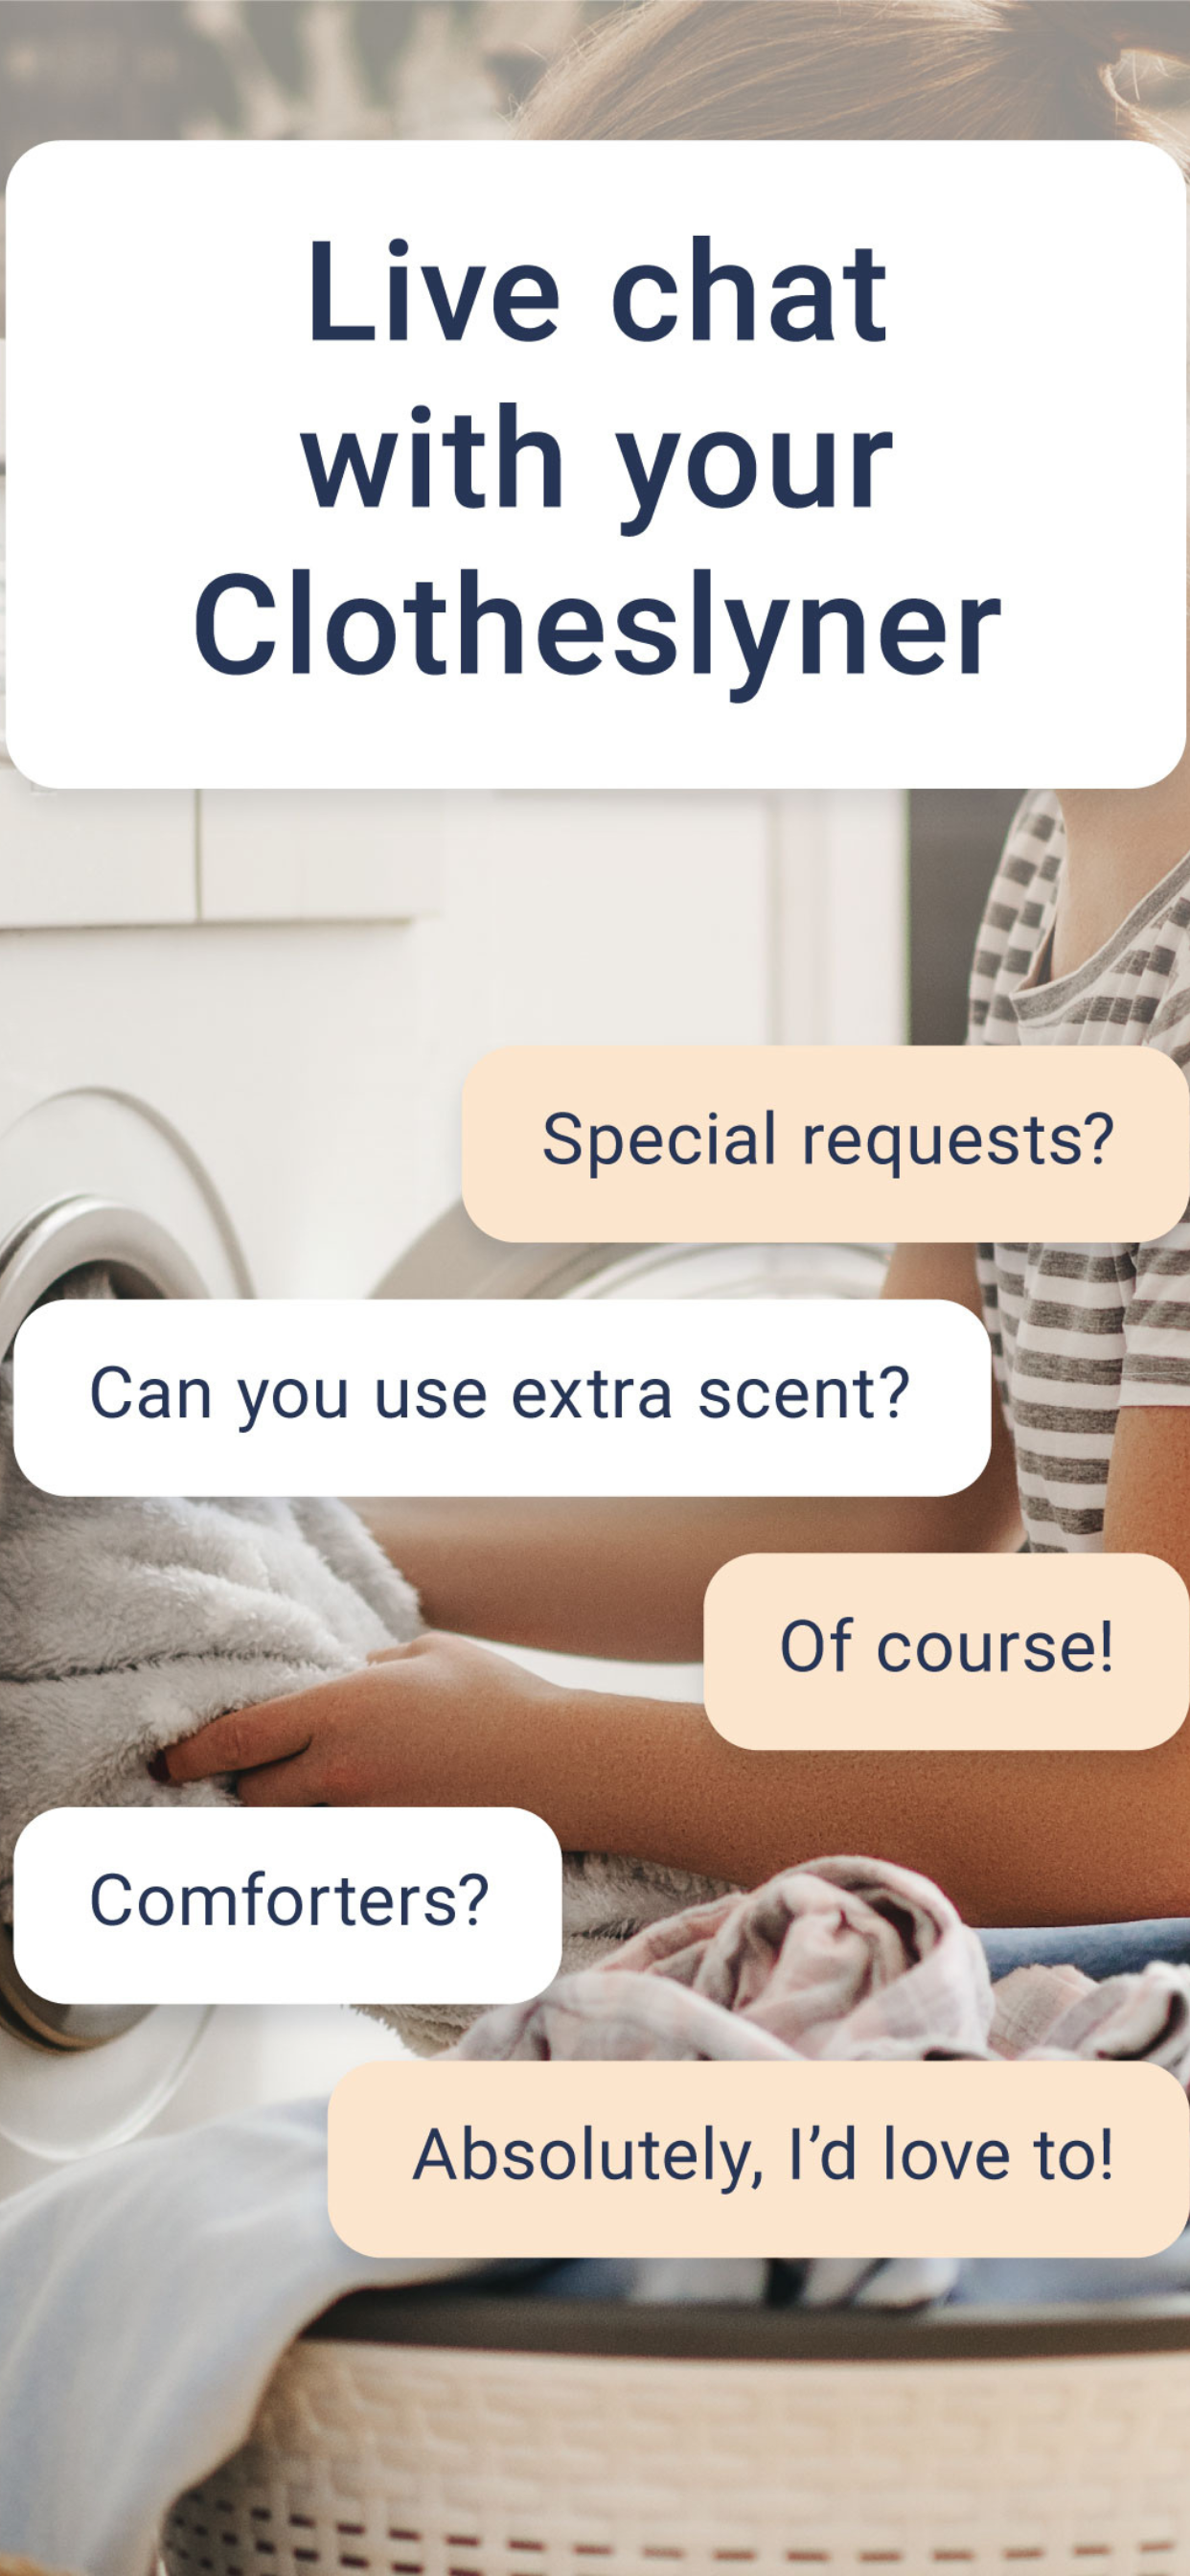 Live chat
with your
Clotheslyner
Special requests?
Can you use extra scent?
Of course!
Comforters?
Absolutely, I’d love to!